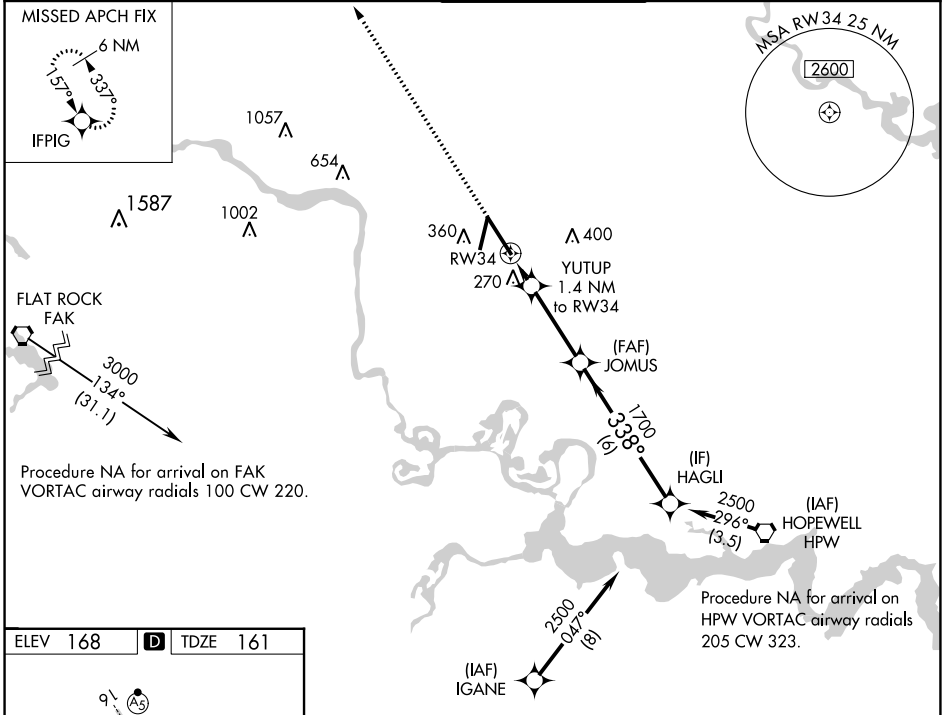 MISSED APCH FIX
6 NM
157°
337°
IFPIG
MSA RW34 25 NM
2600
1057
654
1587
1002
360
400
RW34
270
YUTUP
1.4 NM
to RW34
FLAT ROCK
FAK
3000
134°
(31.1)
(FAF)
JOMUS
1700
338°
(6)
Procedure NA for arrival on FAK
VORTAC airway radials 100 CW 220.
(IF)
HAGLI
2500
296°
(3.5)
(IAF)
HOPEWELL
HPW
Procedure NA for arrival on
HPW VORTAC airway radials
205 CW 323.
2500
047°
(8)
(IAF)
IGANE
ELEV 168 D TDZE 161
16
A5